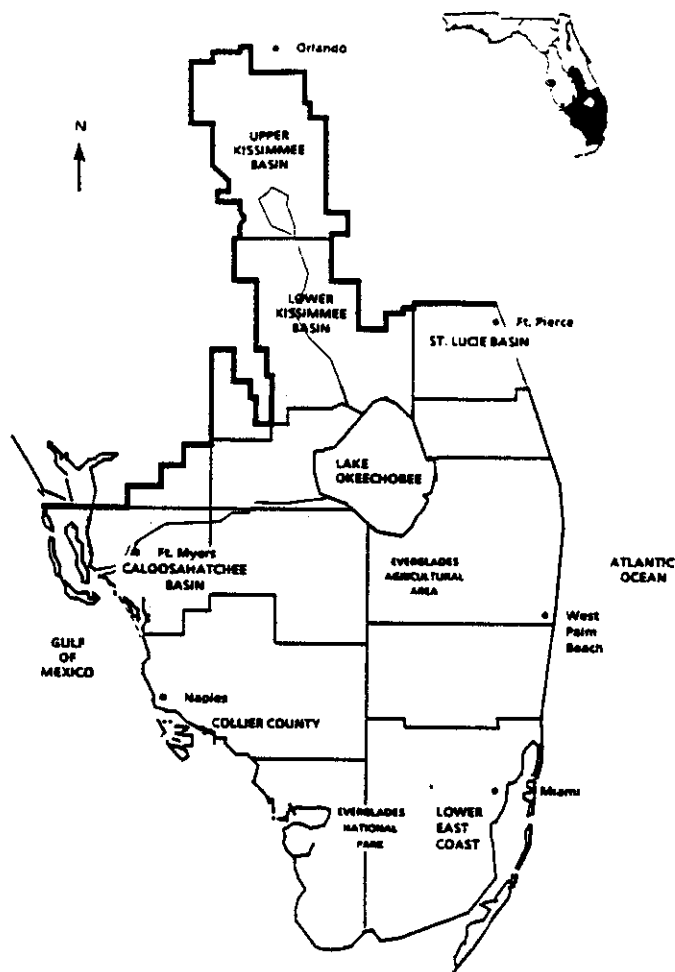 Orlando
N
UPPER
KISSIMMEE
BASIN
LOWER
KISSIMMEE
BASIN
Ft. Pierce
ST. LUCIE BASIN
LAKE
OKEECHOBEE
Ft. Myers
CALOOSAHATCHEE
BASIN
EVERGLADES
AGRICULTURAL
AREA
ATLANTIC
OCEAN
West
Palm
Beach
GULF
OF
MEXICO
Naples
COLLIER COUNTY
EVERGLADES
NATIONAL
PARK
LOWER
EAST
COAST
Miami